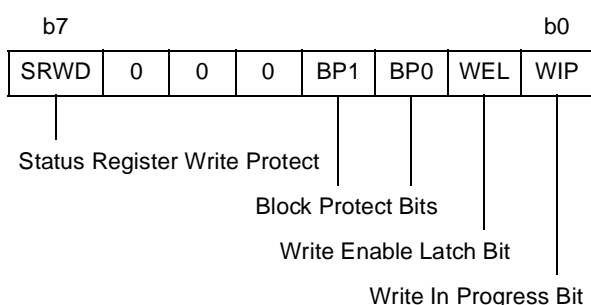 b7 b0
SRWD 0 0 0 BP1 BP0 WEL WIP
Status Register Write Protect
Block Protect Bits
Write Enable Latch Bit
Write In Progress Bit